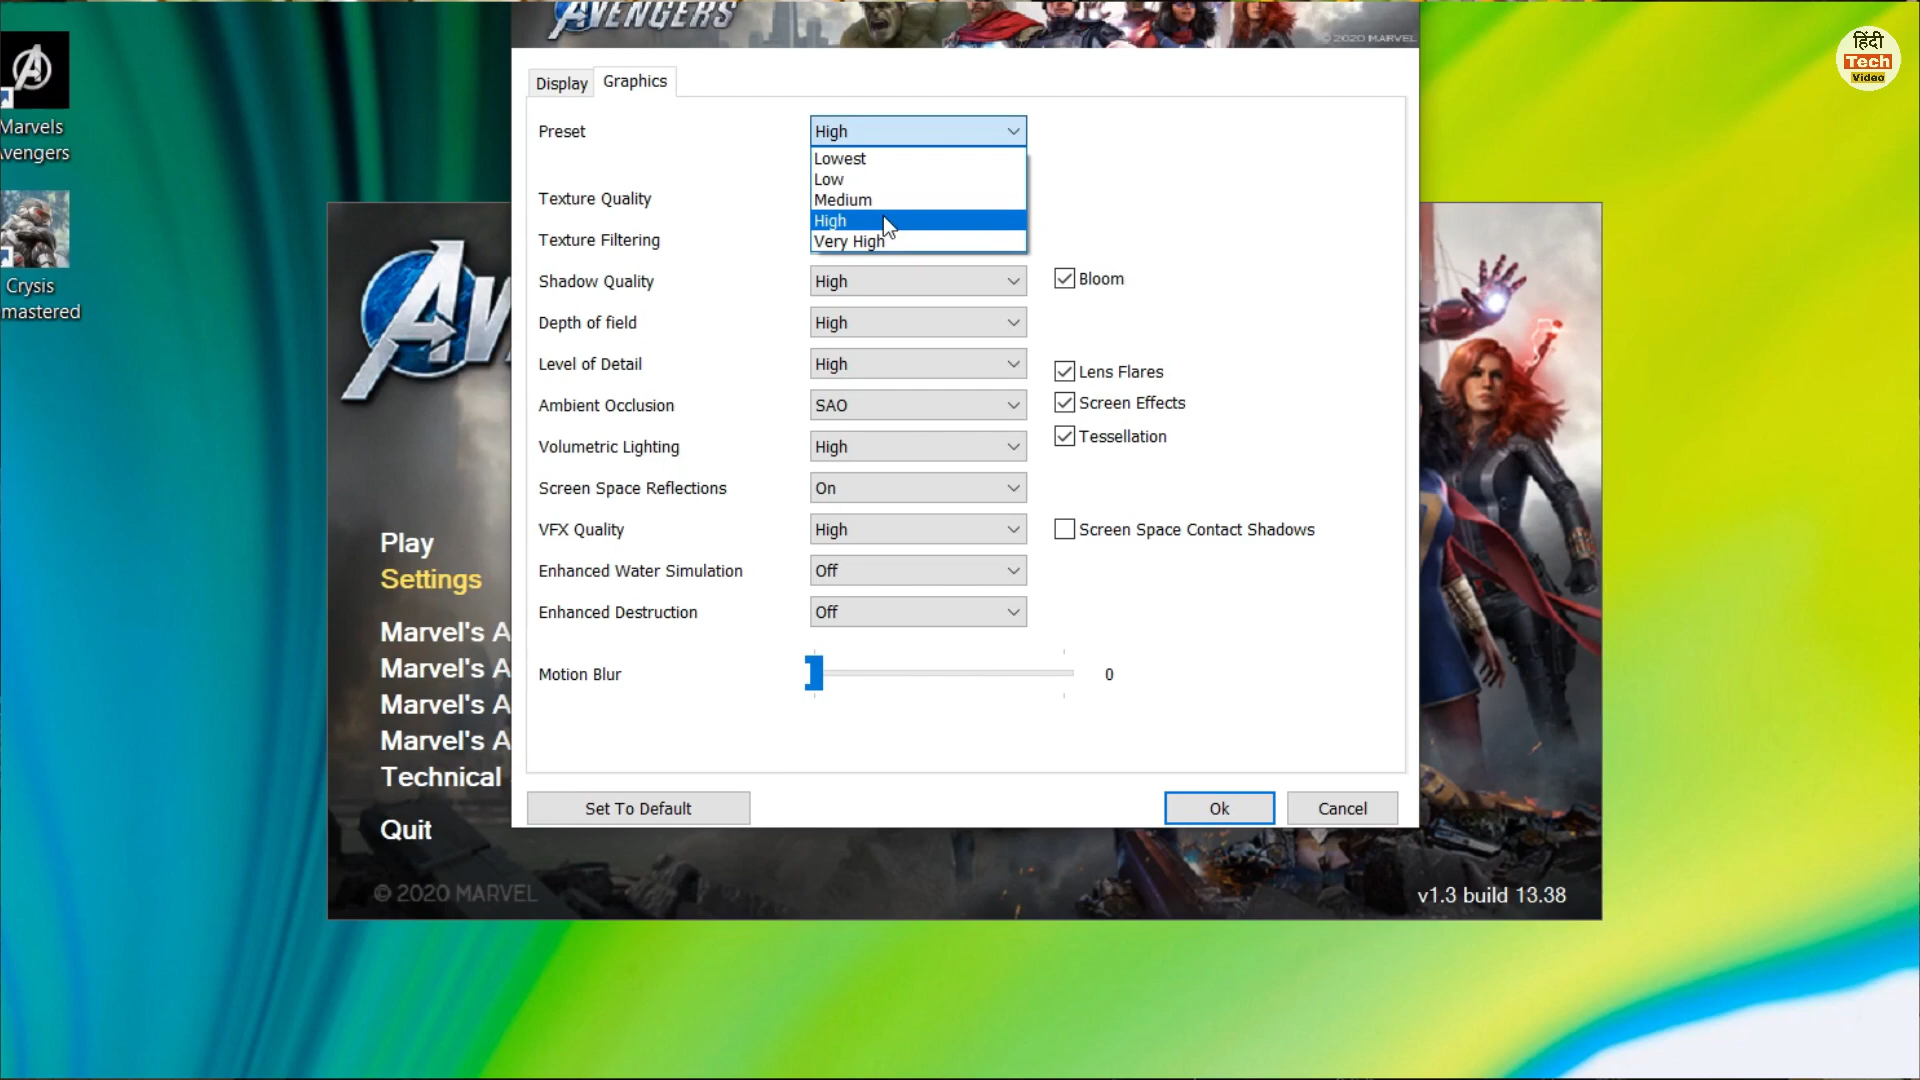 AVENGERS
© 2020 MARVEL
हिंदी
Tech
Video
Marvels
Avengers
Crysis
mastered
Display
Graphics
Preset
High
Lowest
Low
Medium
High
Very High
Texture Quality
Texture Filtering
Shadow Quality
High
Bloom
Depth of field
High
Level of Detail
High
Lens Flares
Ambient Occlusion
SAO
Screen Effects
Volumetric Lighting
High
Tessellation
Screen Space Reflections
On
VFX Quality
High
Screen Space Contact Shadows
Enhanced Water Simulation
Off
Enhanced Destruction
Off
Motion Blur
0
Set To Default
Ok
Cancel
Play
Settings
Marvel's A
Marvel's A
Marvel's A
Marvel's A
Technical
Quit
© 2020 MARVEL
v1.3 build 13.38